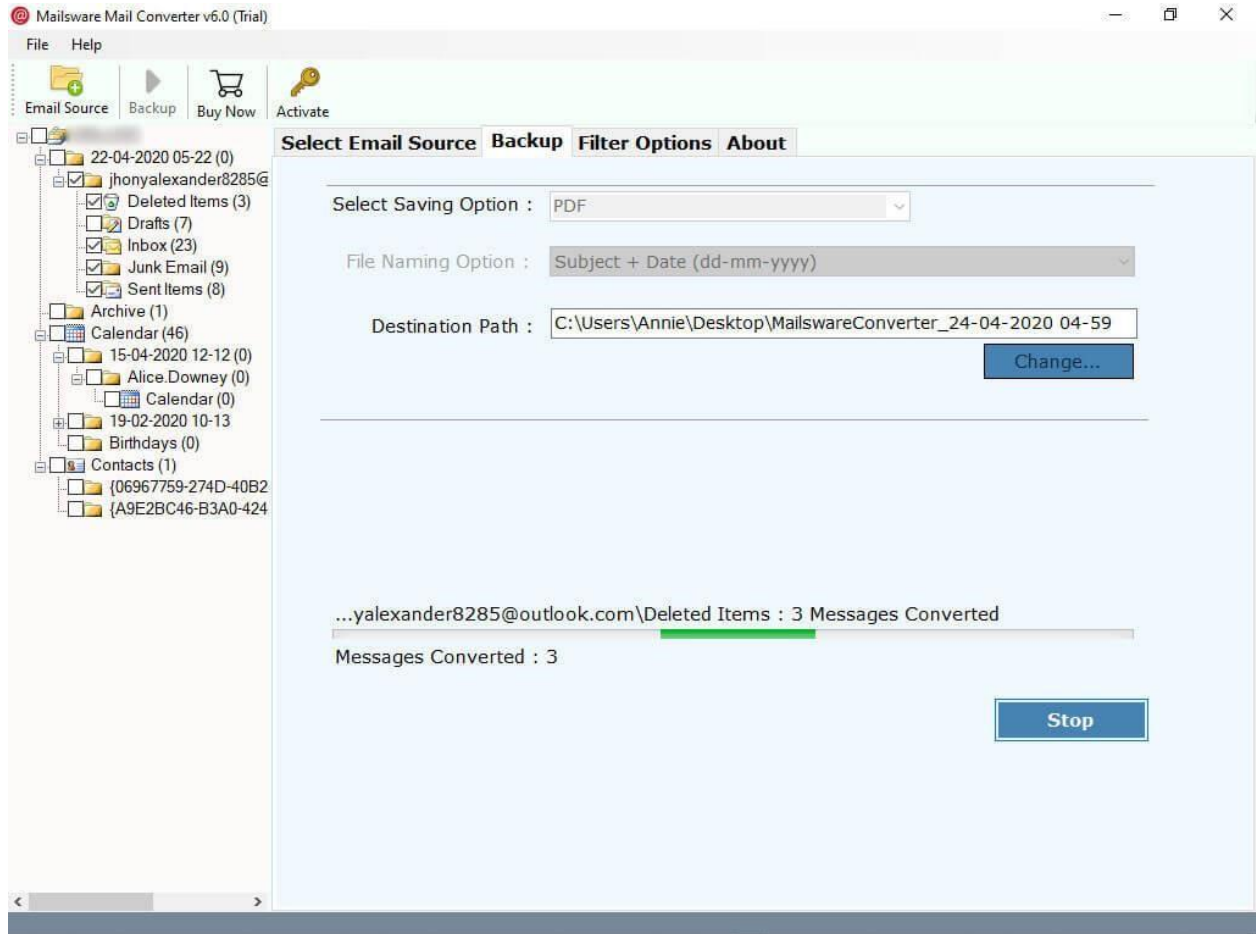 Mailsware Mail Converter v6.0 (Trial)
File Help
Email Source Backup Buy Now Activate
Select Email Source Backup Filter Options About
22-04-2020 05-22 (0)
jhonyalexander8285@
Deleted Items (3)
Drafts (7)
Inbox (23)
Junk Email (9)
Sent Items (8)
Archive (1)
Calendar (46)
15-04-2020 12-12 (0)
Alice.Downey (0)
Calendar (0)
19-02-2020 10-13
Birthdays (0)
Contacts (1)
{06967759-274D-40B2
{A9E2BC46-B3A0-424
Select Saving Option : PDF
File Naming Option : Subject + Date (dd-mm-yyyy)
Destination Path : C:\Users\Annie\Desktop\MailswareConverter_24-04-2020 04-59
Change...
...yalexander8285@outlook.com\Deleted Items : 3 Messages Converted
Messages Converted : 3
Stop